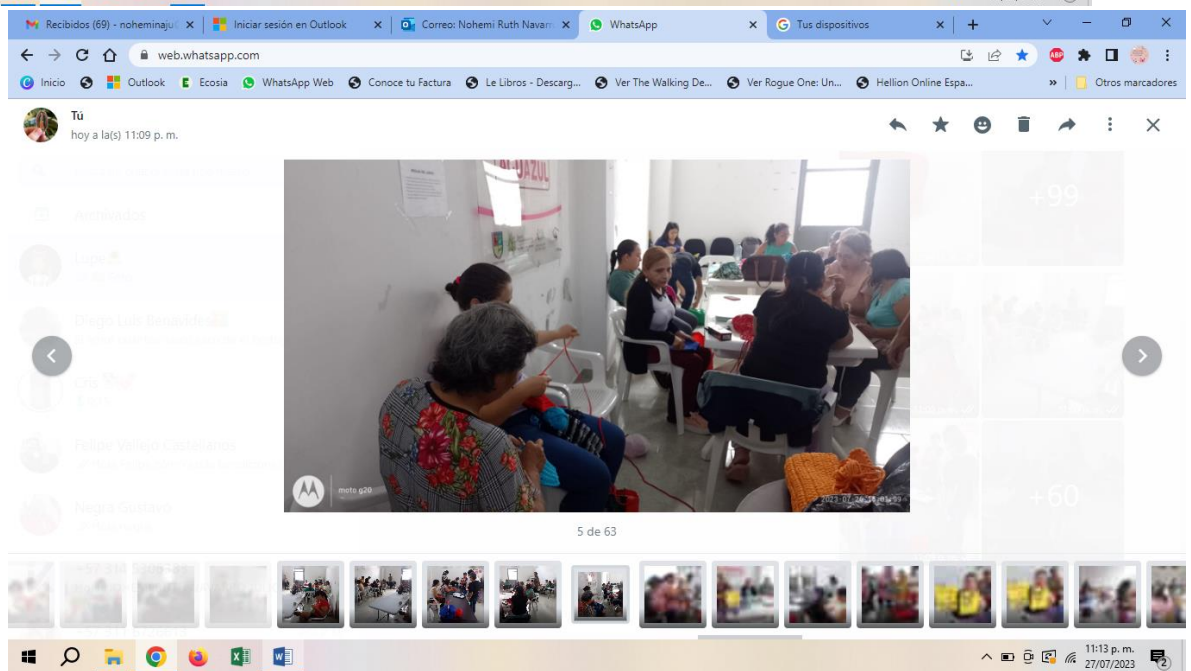 Recibidos (69) - noheminaju
Iniciar sesión en Outlook
Correo: Nohemi Ruth Navarr
WhatsApp
Tus dispositivos
web.whatsapp.com
Inicio
Outlook
Ecosia
WhatsApp Web
Conoce tu Factura
Le Libros - Descarg...
Ver The Walking De...
Ver Rogue One: Un...
Hellion Online Espa...
»
Otros marcadores
Tú
hoy a la(s) 11:09 p. m.
Archivados
Lupe
+99
+60
moto g20
5 de 63
11:13 p. m.
27/07/2023